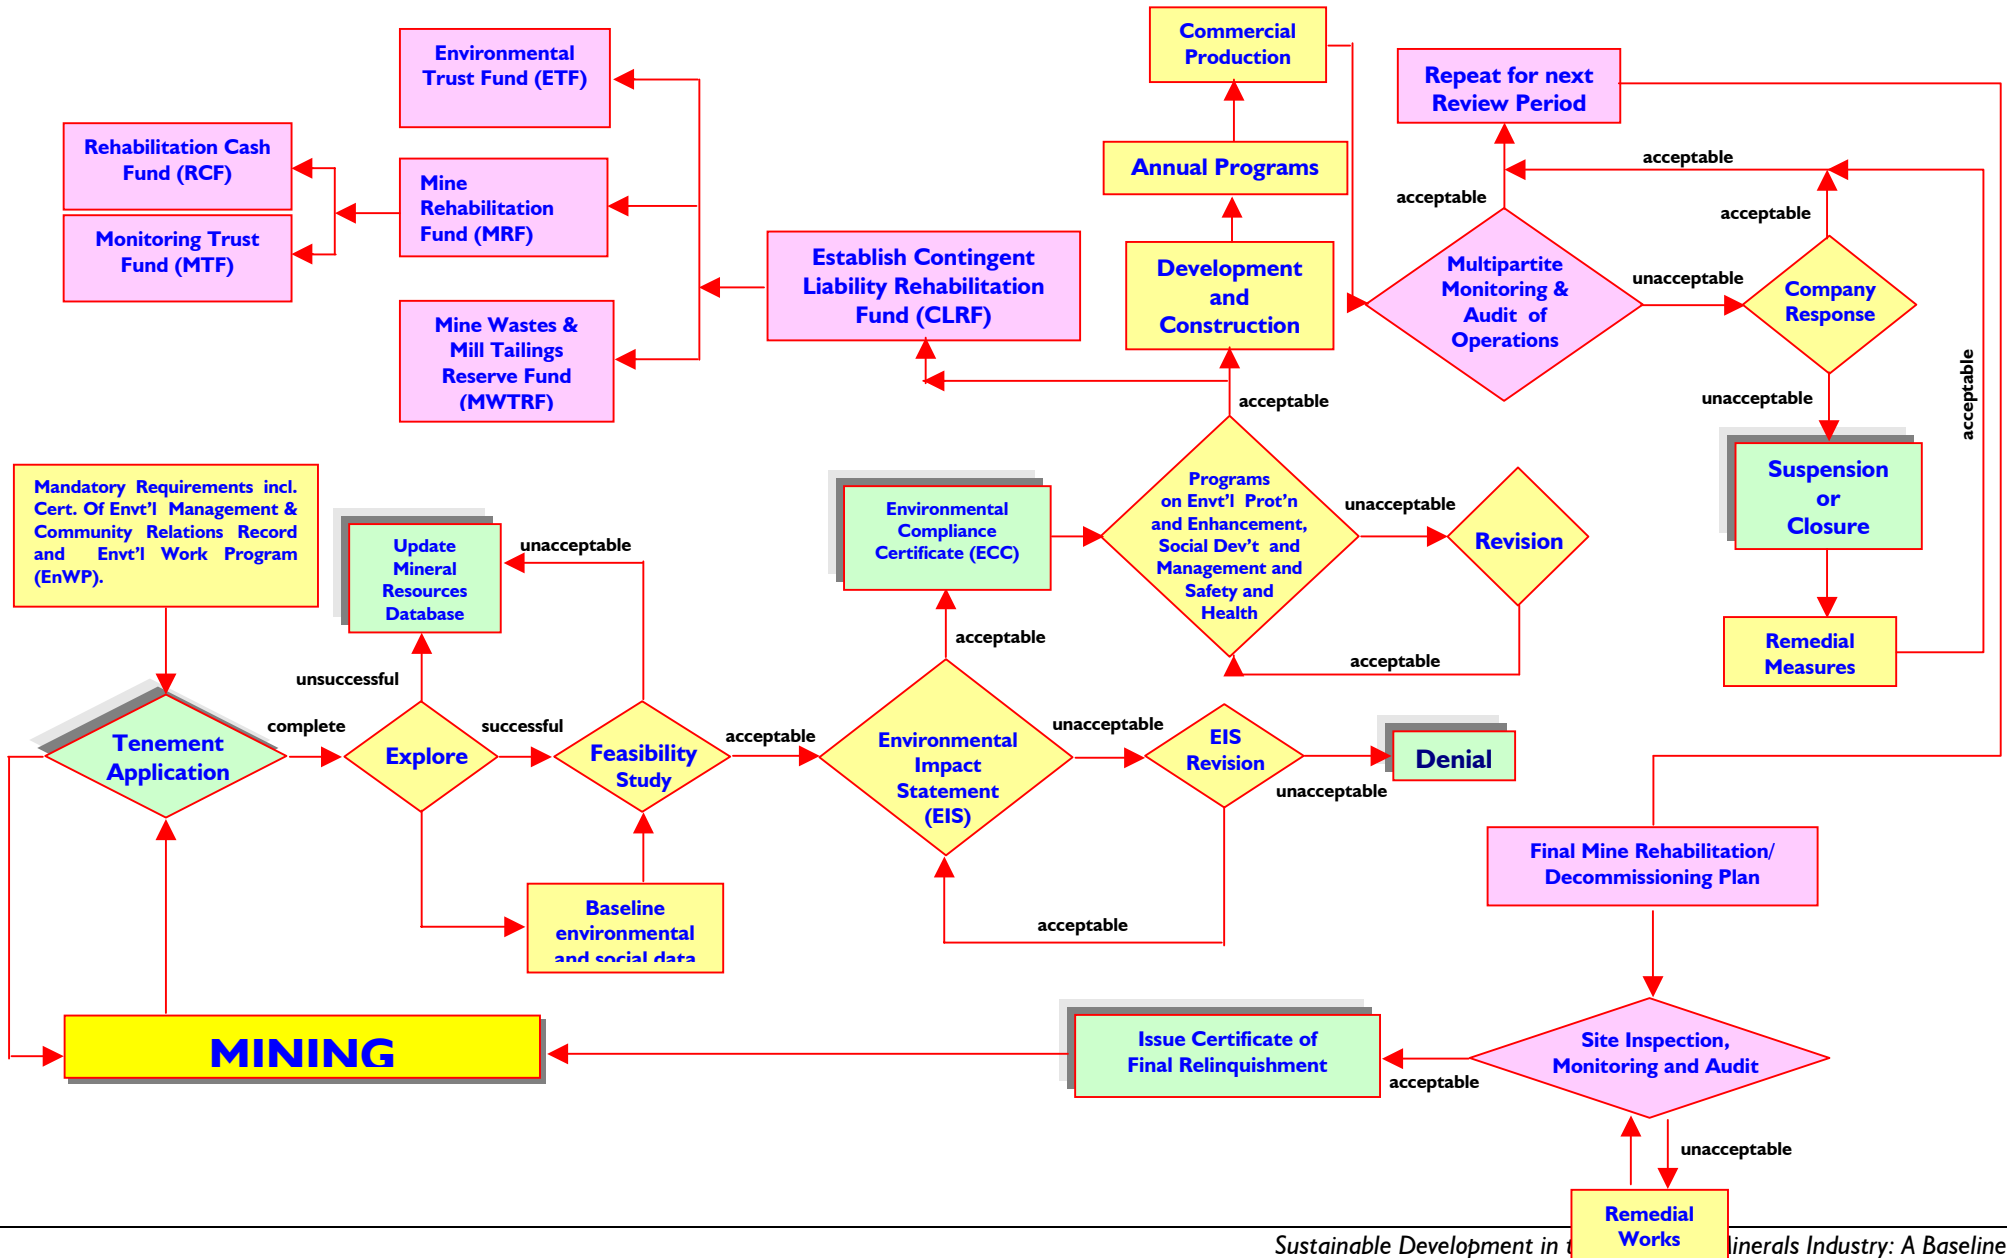 Environmental
Trust Fund (ETF)
Rehabilitation Cash
Fund (RCF)
Monitoring Trust
Fund (MTF)
Mine
Rehabilitation
Fund (MRF)
Mine Wastes &
Mill Tailings
Reserve Fund
(MWTRF)
Establish Contingent
Liability Rehabilitation
Fund (CLRF)
Commercial
Production
Annual Programs
Development
and
Construction
acceptable
Repeat for next
Review Period
acceptable
acceptable
acceptable
Multipartite
Monitoring &
Audit of
Operations
unacceptable
Company
Response
unacceptable
acceptable
Suspension
or
Closure
Remedial
Measures
Mandatory Requirements incl.
Cert. Of Envt'l Management &
Community Relations Record
and Envt'l Work Program
(EnWP).
Update
Mineral
Resources
Database
unacceptable
unsuccessful
Environmental
Compliance
Certificate (ECC)
acceptable
Programs
on Envt'l Prot'n
and Enhancement,
Social Dev't and
Management and
Safety and
Health
unacceptable
Revision
acceptable
Tenement
Application
complete
Explore
successful
Feasibility
Study
acceptable
Environmental
Impact
Statement
(EIS)
unacceptable
EIS
Revision
unacceptable
Denial
acceptable
Baseline
environmental
and social data
Final Mine Rehabilitation/
Decommissioning Plan
MINING
Issue Certificate of
Final Relinquishment
acceptable
Site Inspection,
Monitoring and Audit
unacceptable
Remedial
Works
Sustainable Development in inerals Industry: A Baseline